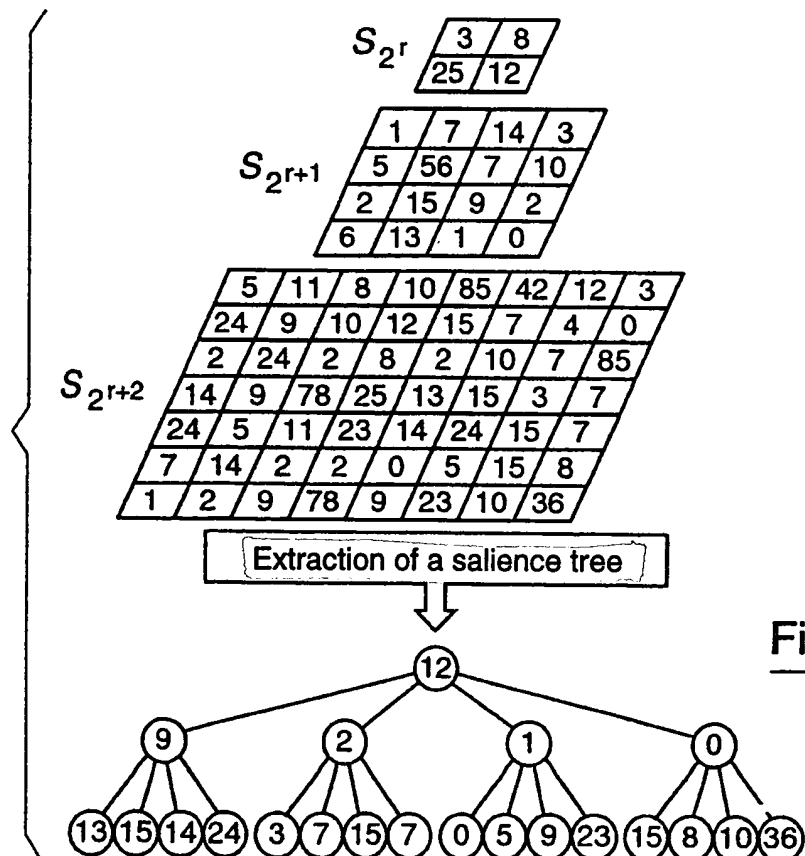 S2r
3 8
25 12
S2r+1
1 7 14 3
5 56 7 10
2 15 9 2
6 13 1 0
S2r+2
5 11 8 10 85 42 12 3
24 9 10 12 15 7 4 0
2 24 2 8 2 10 7 85
14 9 78 25 13 15 3 7
24 5 11 23 14 24 15 7
7 14 2 2 0 5 15 8
1 2 9 78 9 23 10 36
Extraction of a salience tree
Fi
12
9 2 1 0
13 15 14 24 3 7 15 7 0 5 9 23 15 8 10 36